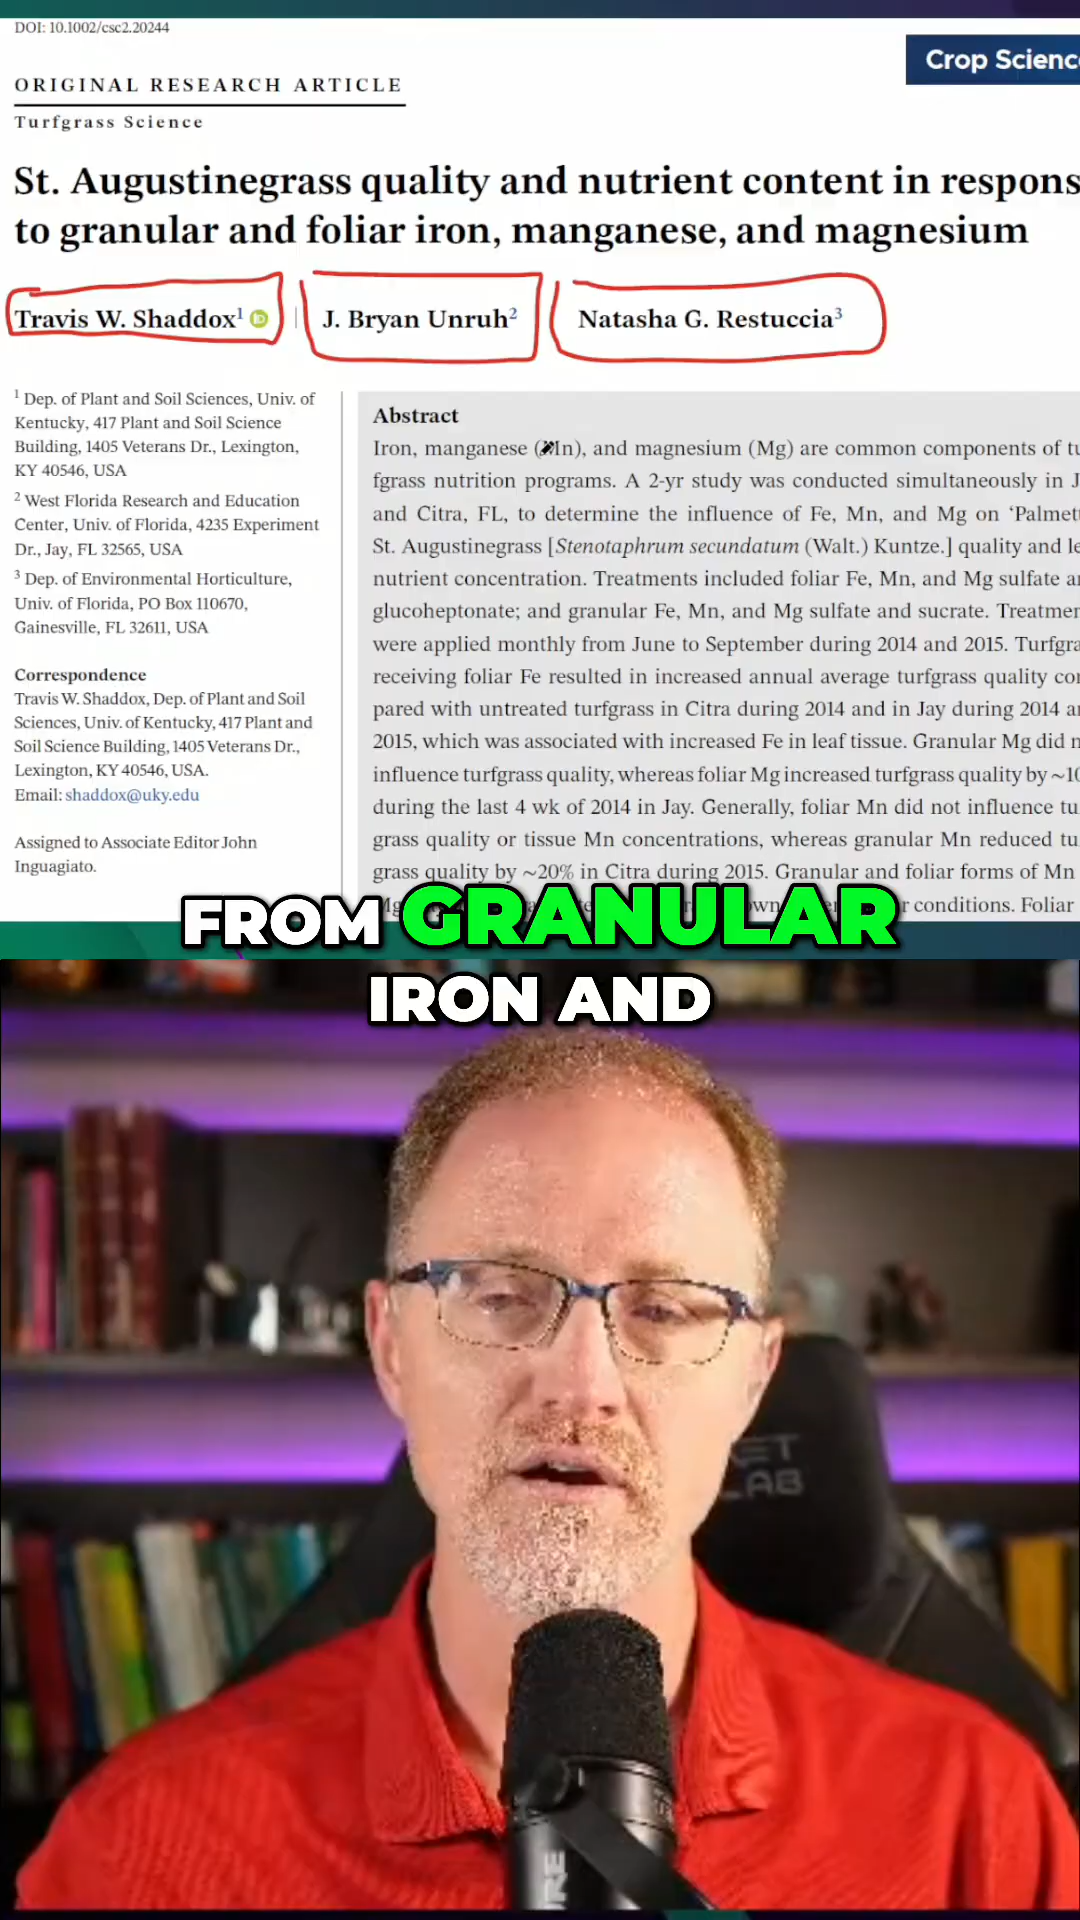 DOI: 10.1002/csc2.20244
Crop Scienc
ORIGINAL RESEARCH ARTICLE
Turfgrass Science
St. Augustinegrass quality and nutrient content in respons
to granular and foliar iron, manganese, and magnesium
Travis W. Shaddox1 iD | J. Bryan Unruh2 Natasha G. Restuccia3
1 Dep. of Plant and Soil Sciences, Univ. of
Kentucky, 417 Plant and Soil Science
Building, 1405 Veterans Dr., Lexington,
KY 40546, USA
2 West Florida Research and Education
Center, Univ. of Florida, 4235 Experiment
Dr., Jay, FL 32565, USA
3 Dep. of Environmental Horticulture,
Univ. of Florida, PO Box 110670,
Gainesville, FL 32611, USA
Correspondence
Travis W. Shaddox, Dep. of Plant and Soil
Sciences, Univ. of Kentucky, 417 Plant and
Soil Science Building, 1405 Veterans Dr.,
Lexington, KY 40546, USA.
Email: shaddox@uky.edu
Assigned to Associate Editor John
Inguagiato.
Abstract
Iron, manganese (Mn), and magnesium (Mg) are common components of tu
fgrass nutrition programs. A 2-yr study was conducted simultaneously in J
and Citra, FL, to determine the influence of Fe, Mn, and Mg on ‘Palmet
St. Augustinegrass [Stenotaphrum secundatum (Walt.) Kuntze.] quality and le
nutrient concentration. Treatments included foliar Fe, Mn, and Mg sulfate a
glucoheptonate; and granular Fe, Mn, and Mg sulfate and sucrate. Treatmen
were applied monthly from June to September during 2014 and 2015. Turfgra
receiving foliar Fe resulted in increased annual average turfgrass quality co
pared with untreated turfgrass in Citra during 2014 and in Jay during 2014 a
2015, which was associated with increased Fe in leaf tissue. Granular Mg did n
influence turfgrass quality, whereas foliar Mg increased turfgrass quality by ~10
during the last 4 wk of 2014 in Jay. Generally, foliar Mn did not influence tu
grass quality or tissue Mn concentrations, whereas granular Mn reduced tu
grass quality by ~20% in Citra during 2015. Granular and foliar forms of Mn
conditions. Foliar
FROM GRANULAR
IRON AND